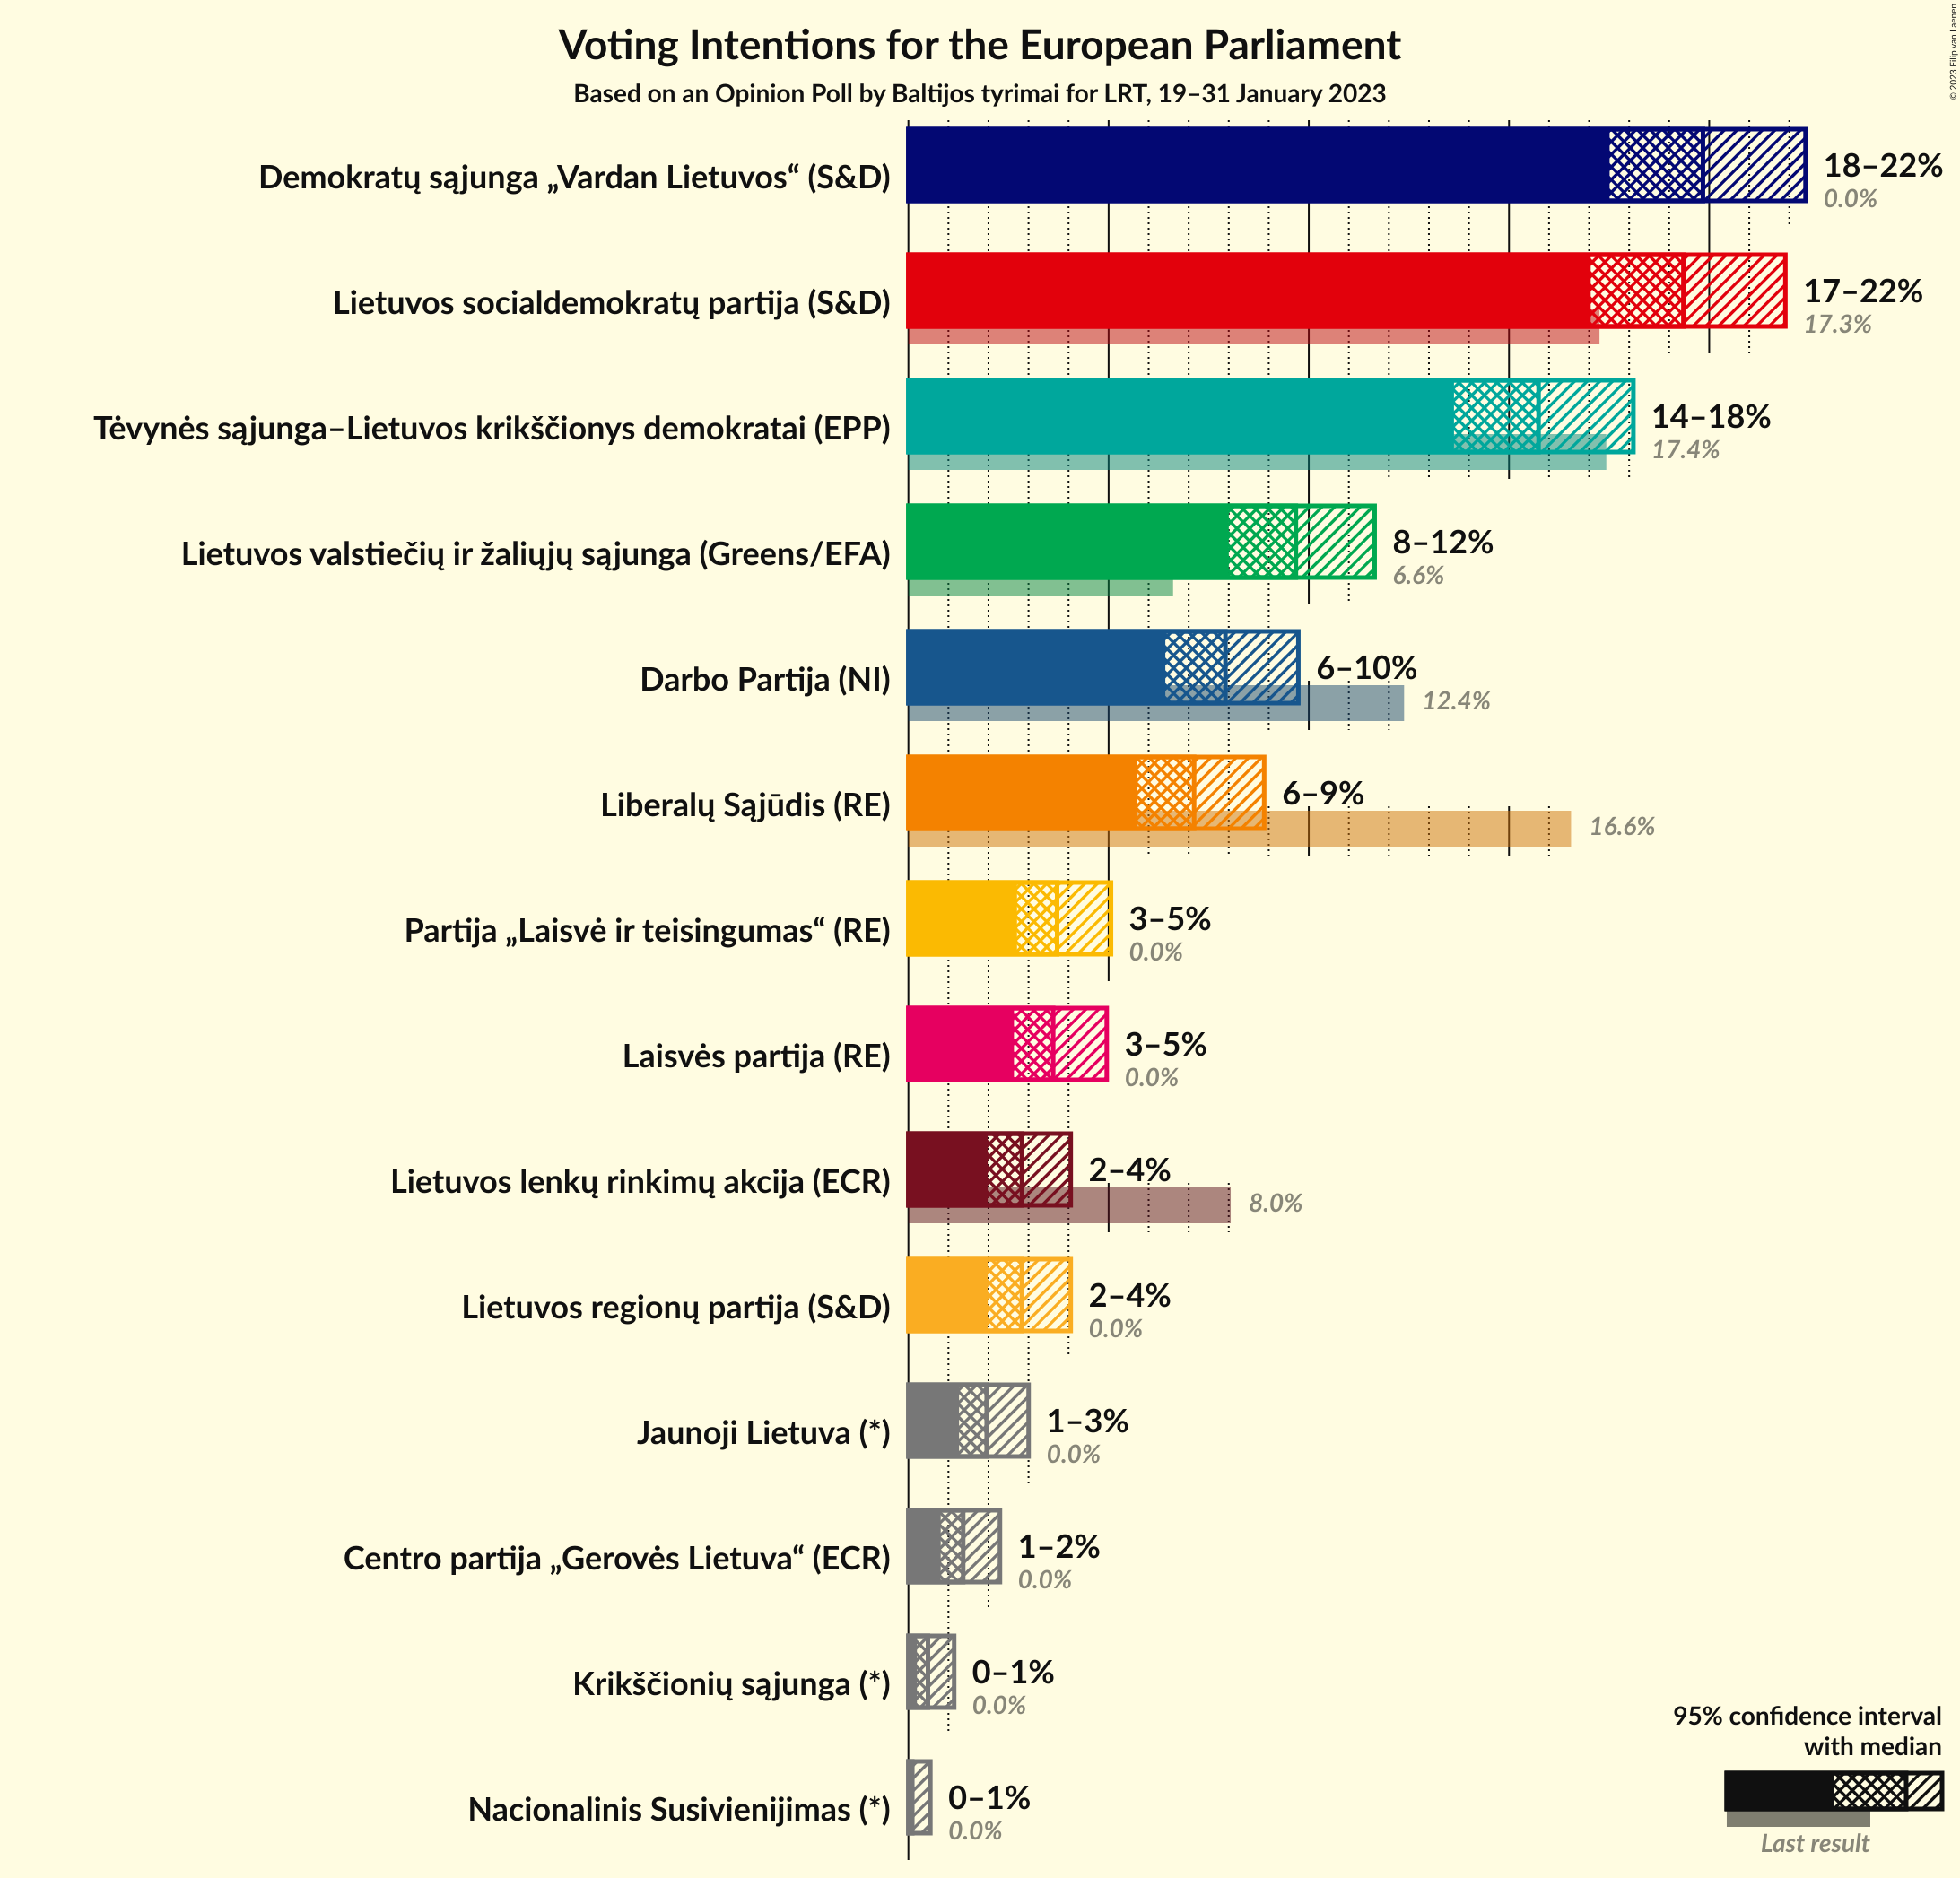 © 2023 Filip van Laenen
Voting Intentions for the European Parliament
Based on an Opinion Poll by Baltijos tyrimai for LRT, 19–31 January 2023
Demokratų sąjunga „Vardan Lietuvos“ (S&D)
18–22%
0.0%
Lietuvos socialdemokratų partija (S&D)
17–22%
17.3%
Tėvynės sąjunga–Lietuvos krikščionys demokratai (EPP)
14–18%
17.4%
Lietuvos valstiečių ir žaliųjų sąjunga (Greens/EFA)
8–12%
6.6%
Darbo Partija (NI)
6–10%
12.4%
Liberalų Sąjūdis (RE)
6–9%
16.6%
Partija „Laisvė ir teisingumas“ (RE)
3–5%
0.0%
Laisvės partija (RE)
3–5%
0.0%
Lietuvos lenkų rinkimų akcija (ECR)
2–4%
8.0%
Lietuvos regionų partija (S&D)
2–4%
0.0%
Jaunoji Lietuva (*)
1–3%
0.0%
Centro partija „Gerovės Lietuva“ (ECR)
1–2%
0.0%
Krikščionių sąjunga (*)
0–1%
0.0%
Nacionalinis Susivienijimas (*)
0–1%
0.0%
95% confidence interval
with median
Last result